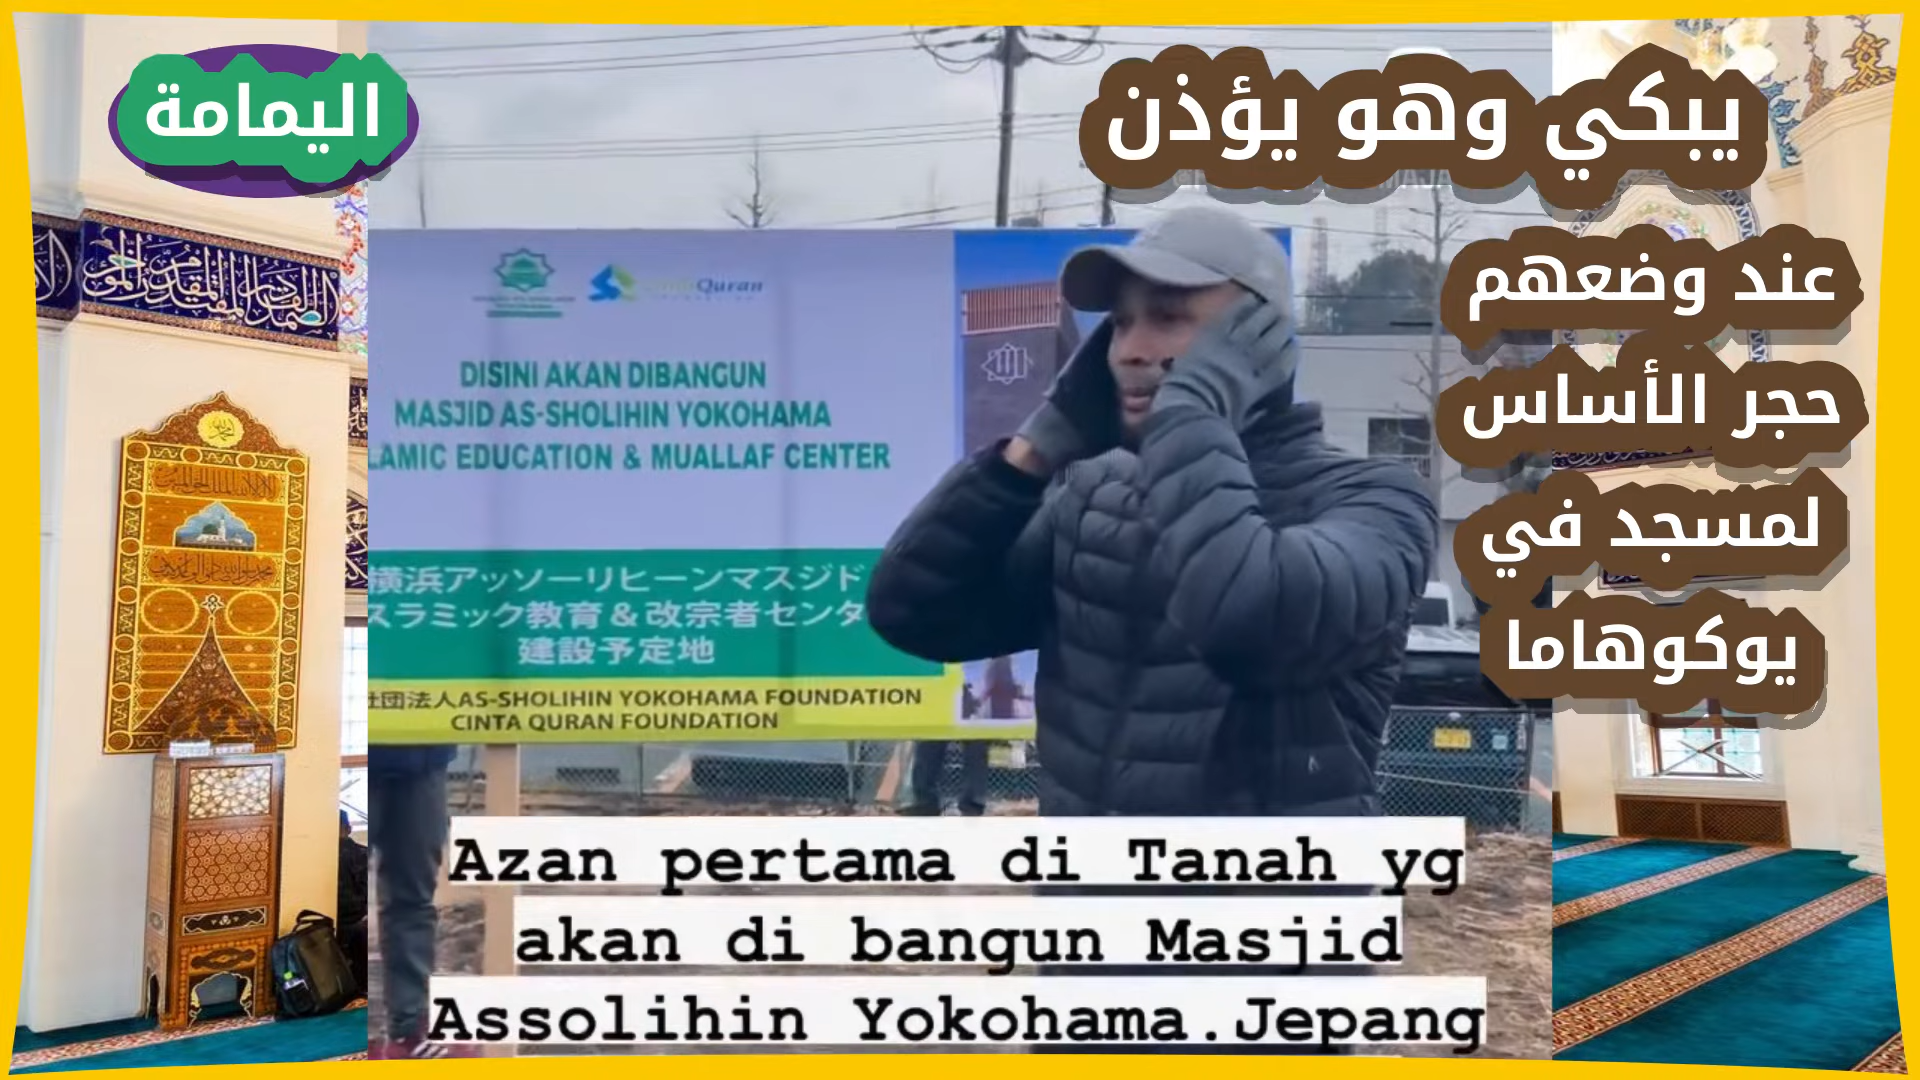 اليمامة
يبكي وهو يؤذن
عند وضعهم
حجر الأساس
لمسجد في
يوكوهاما
Quran
DISINI AKAN DIBANGUN
MASJID AS-SHOLIHIN YOKOHAMA
LAMIC EDUCATION & MUALLAF CENTER
横浜アッソーリヒーンマスジド
スラミック教育&改宗者センタ
建設予定地
社団法人AS-SHOLIHIN YOKOHAMA FOUNDATION
CINTA QURAN FOUNDATION
Azan pertama di Tanah yg
akan di bangun Masjid
Assolihin Yokohama.Jepang